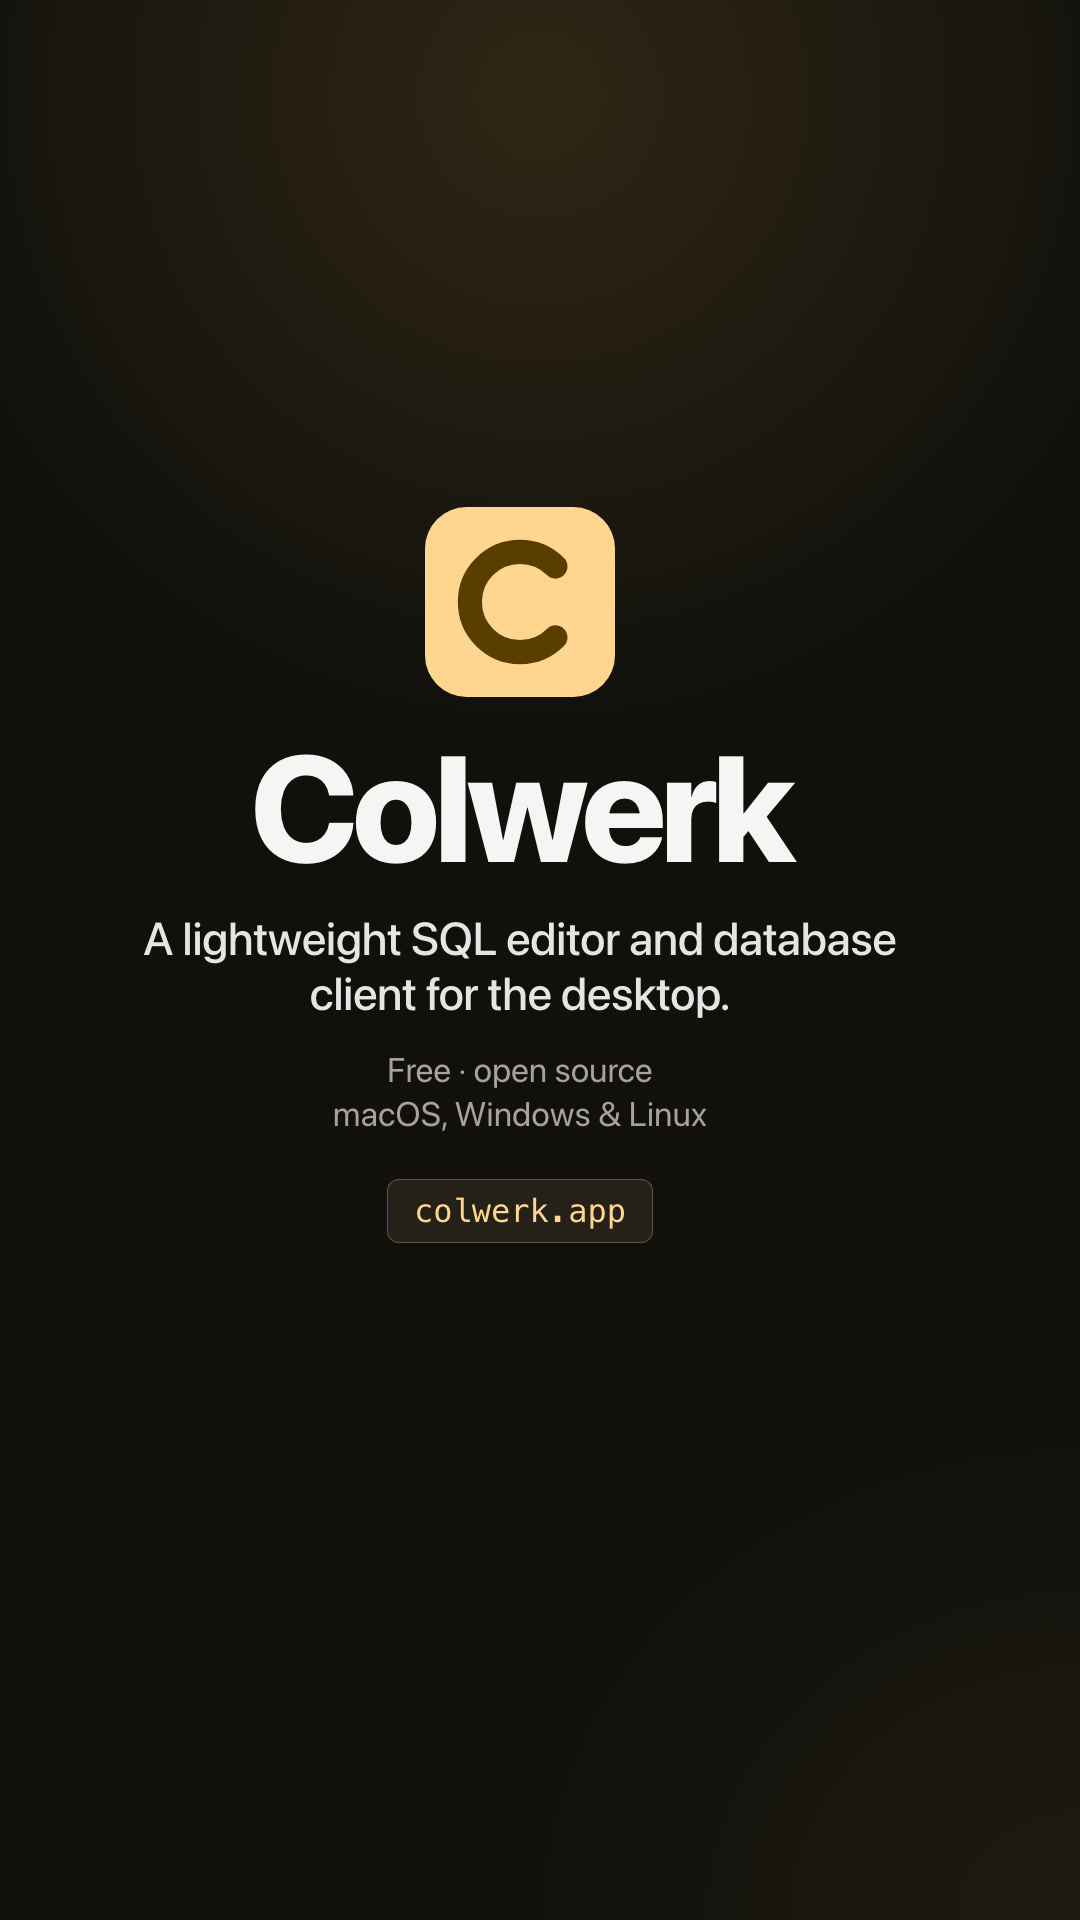 C
Colwerk
A lightweight SQL editor and database
client for the desktop.
Free · open source
macOS, Windows & Linux
colwerk.app